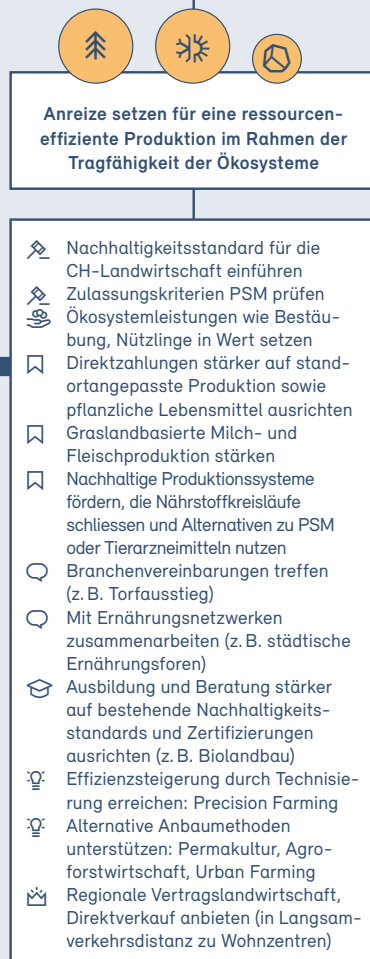 Anreize setzen für eine ressourcen-
effiziente Produktion im Rahmen der
Tragfähigkeit der Ökosysteme
Nachhaltigkeitsstandard für die
CH-Landwirtschaft einführen
Zulassungskriterien PSM prüfen
Ökosystemleistungen wie Bestäu-
bung, Nützlinge in Wert setzen
Direktzahlungen stärker auf stand-
ortangepasste Produktion sowie
pflanzliche Lebensmittel ausrichten
Graslandbasierte Milch- und
Fleischproduktion stärken
Nachhaltige Produktionssysteme
fördern, die Nährstoffkreisläufe
schliessen und Alternativen zu PSM
oder Tierarzneimitteln nutzen
Branchenvereinbarungen treffen
(z. B. Torfausstieg)
Mit Ernährungsnetzwerken
zusammenarbeiten (z. B. städtische
Ernährungsforen)
Ausbildung und Beratung stärker
auf bestehende Nachhaltigkeits-
standards und Zertifizierungen
ausrichten (z. B. Biolandbau)
Effizienzsteigerung durch Technisie-
rung erreichen: Precision Farming
Alternative Anbaumethoden
unterstützen: Permakultur, Agro-
forstwirtschaft, Urban Farming
Regionale Vertragslandwirtschaft,
Direktverkauf anbieten (in Langsam-
verkehrsdistanz zu Wohnzentren)